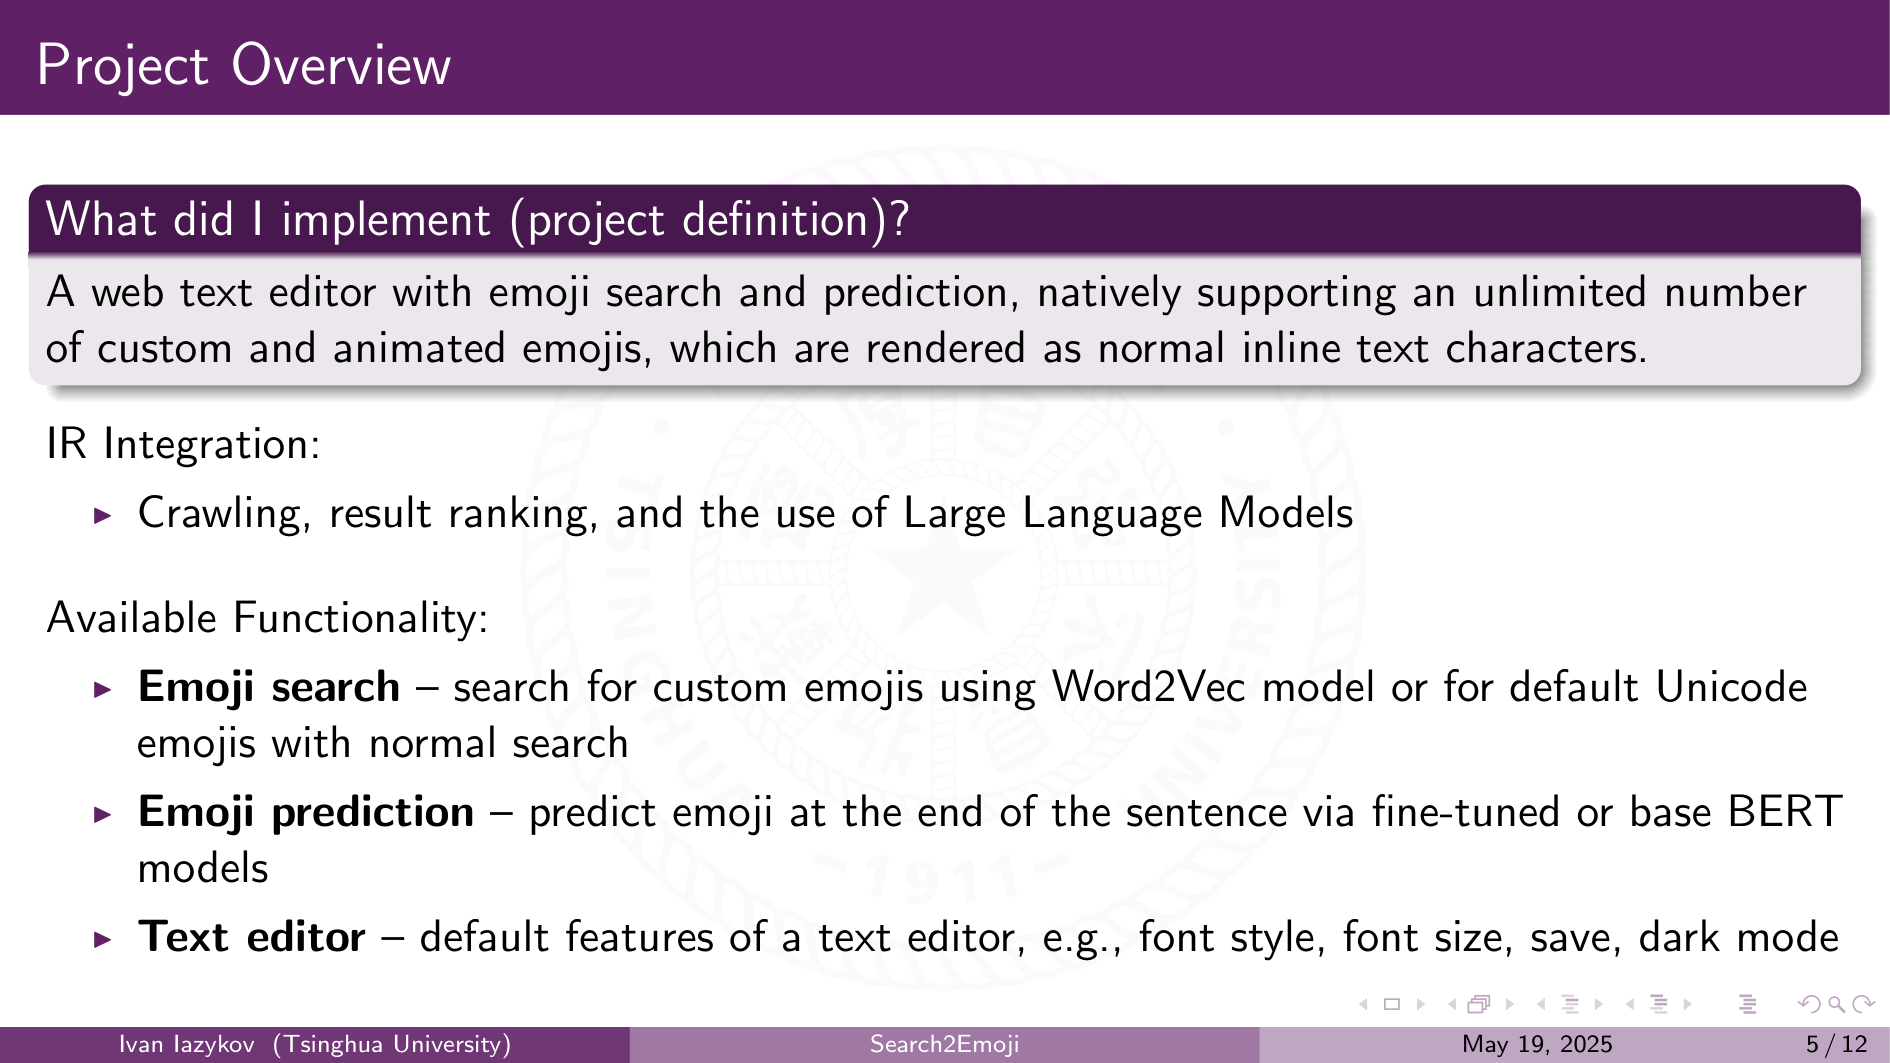 Project Overview
What did I implement (project definition)?
A web text editor with emoji search and prediction, natively supporting an unlimited number
of custom and animated emojis, which are rendered as normal inline text characters.
IR Integration:
▶ Crawling, result ranking, and the use of Large Language Models
Available Functionality:
▶ Emoji search – search for custom emojis using Word2Vec model or for default Unicode
emojis with normal search
▶ Emoji prediction – predict emoji at the end of the sentence via fine-tuned or base BERT
models
▶ Text editor – default features of a text editor, e.g., font style, font size, save, dark mode
TSINGHUA UNIVERSITY
- 1911 -
Ivan Iazykov (Tsinghua University)
Search2Emoji
May 19, 2025
5 / 12